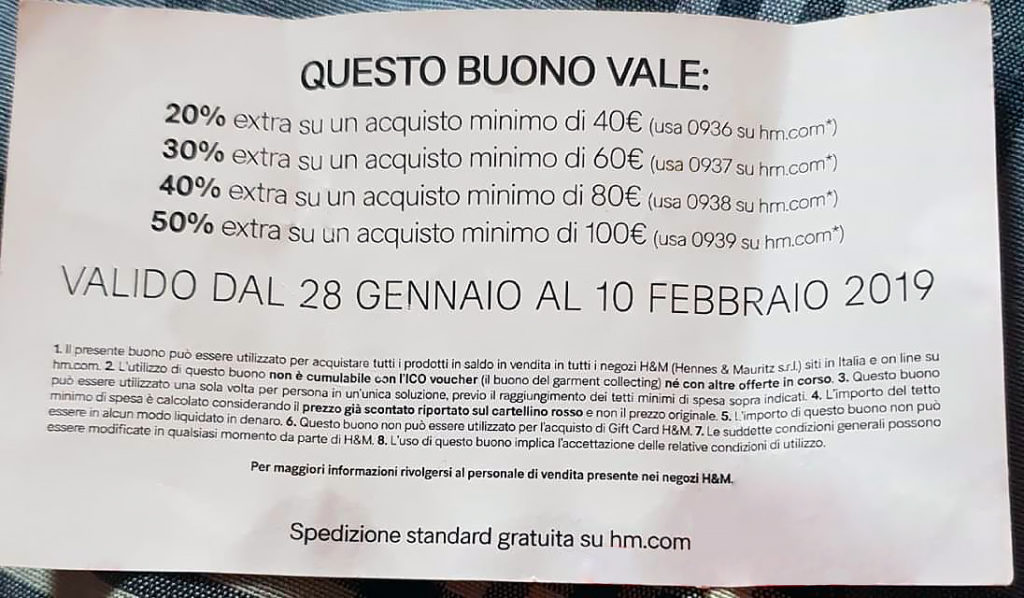 QUESTO BUONO VALE:
20% extra su un acquisto minimo di 40€ (usa 0936 su hm.com*)
30% extra su un acquisto minimo di 60€ (usa 0937 su hm.com*)
40% extra su un acquisto minimo di 80€ (usa 0938 su hm.com*)
50% extra su un acquisto minimo di 100€ (usa 0939 su hm.com*)
VALIDO DAL 28 GENNAIO AL 10 FEBBRAIO 2019
1. Il presente buono può essere utilizzato per acquistare tutti i prodotti in saldo in vendita in tutti i negozi H&M (Hennes & Mauritz s.r.l.) siti in Italia e on line su
hm.com. 2. L'utilizzo di questo buono non è cumulabile con l'ICO voucher (il buono del garment collecting) né con altre offerte in corso. 3. Questo buono
può essere utilizzato una sola volta per persona in un'unica soluzione, previo il raggiungimento dei tetti minimi di spesa sopra indicati. 4. L'importo del tetto
minimo di spesa è calcolato considerando il prezzo già scontato riportato sul cartellino rosso e non il prezzo originale. 5. L'importo di questo buono non può
essere in alcun modo liquidato in denaro. 6. Questo buono non può essere utilizzato per l'acquisto di Gift Card H&M. 7. Le suddette condizioni generali possono
essere modificate in qualsiasi momento da parte di H&M. 8. L'uso di questo buono implica l'accettazione delle relative condizioni di utilizzo.
Per maggiori informazioni rivolgersi al personale di vendita presente nei negozi H&M.
Spedizione standard gratuita su hm.com